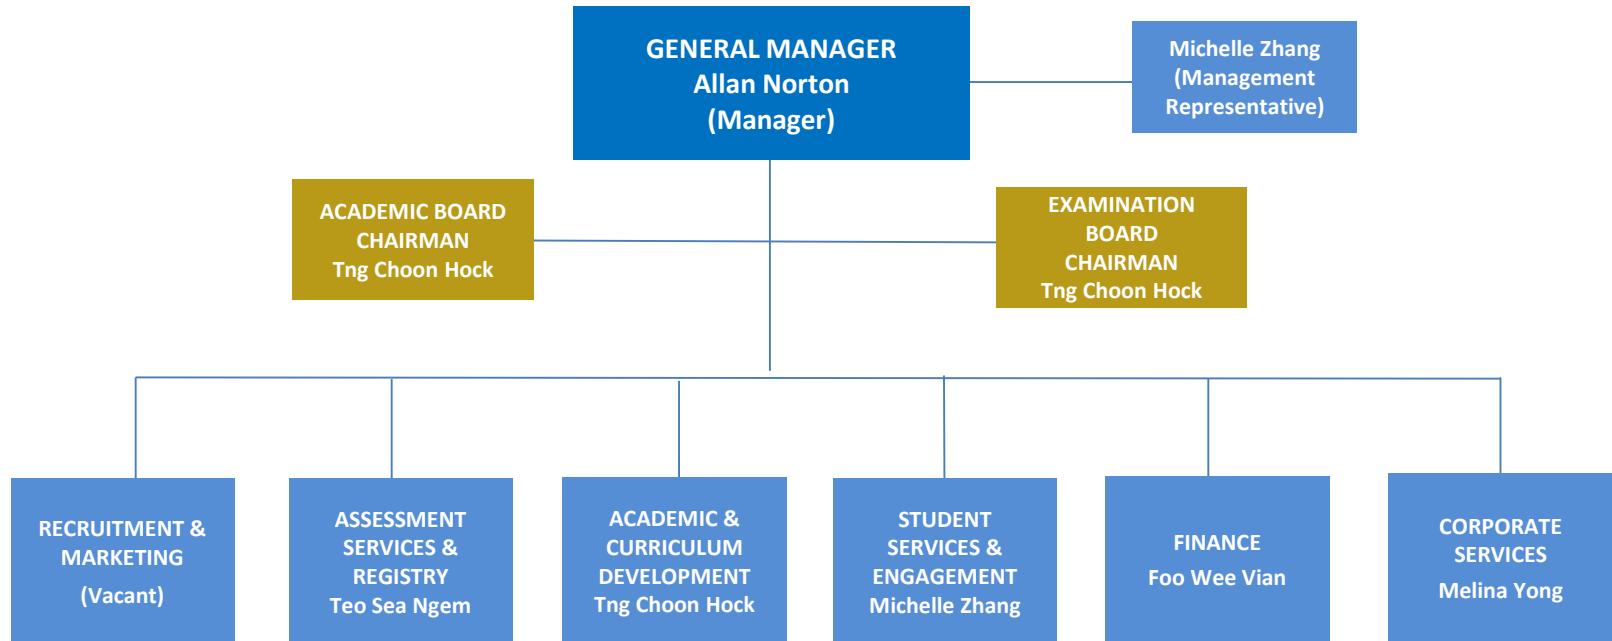 GENERAL MANAGER
Allan Norton
(Manager)
Michelle Zhang
(Management
Representative)
ACADEMIC BOARD
CHAIRMAN
Tng Choon Hock
EXAMINATION
BOARD
CHAIRMAN
Tng Choon Hock
RECRUITMENT &
MARKETING
(Vacant)
ASSESSMENT
SERVICES &
REGISTRY
Teo Sea Ngem
ACADEMIC &
CURRICULUM
DEVELOPMENT
Tng Choon Hock
STUDENT
SERVICES &
ENGAGEMENT
Michelle Zhang
FINANCE
Foo Wee Vian
CORPORATE
SERVICES
Melina Yong